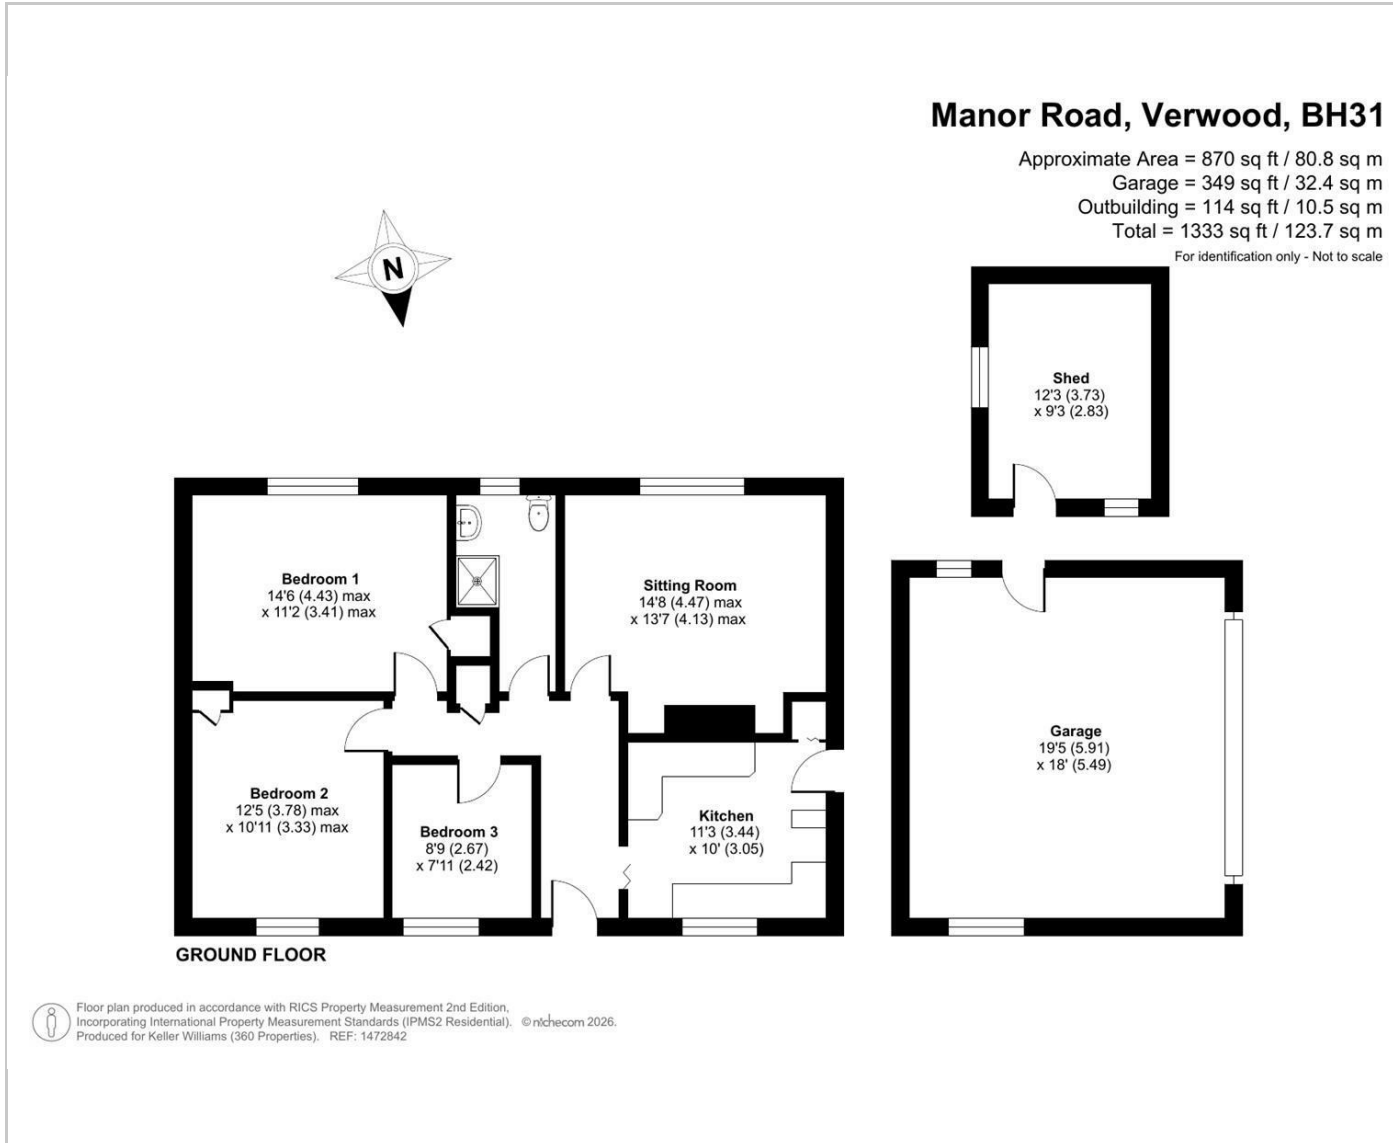 Manor Road, Verwood, BH31
Approximate Area = 870 sq ft / 80.8 sq m
Garage = 349 sq ft / 32.4 sq m
Outbuilding = 114 sq ft / 10.5 sq m
Total = 1333 sq ft / 123.7 sq m
For identification only - Not to scale
N
Shed
12'3 (3.73)
x 9'3 (2.83)
Bedroom 1
14'6 (4.43) max
x 11'2 (3.41) max
Sitting Room
14'8 (4.47) max
x 13'7 (4.13) max
Garage
19'5 (5.91)
x 18' (5.49)
Bedroom 2
12'5 (3.78) max
x 10'11 (3.33) max
Bedroom 3
8'9 (2.67)
x 7'11 (2.42)
Kitchen
11'3 (3.44)
x 10' (3.05)
GROUND FLOOR
Floor plan produced in accordance with RICS Property Measurement 2nd Edition,
Incorporating International Property Measurement Standards (IPMS2 Residential). © nichecom 2026.
Produced for Keller Williams (360 Properties). REF: 1472842